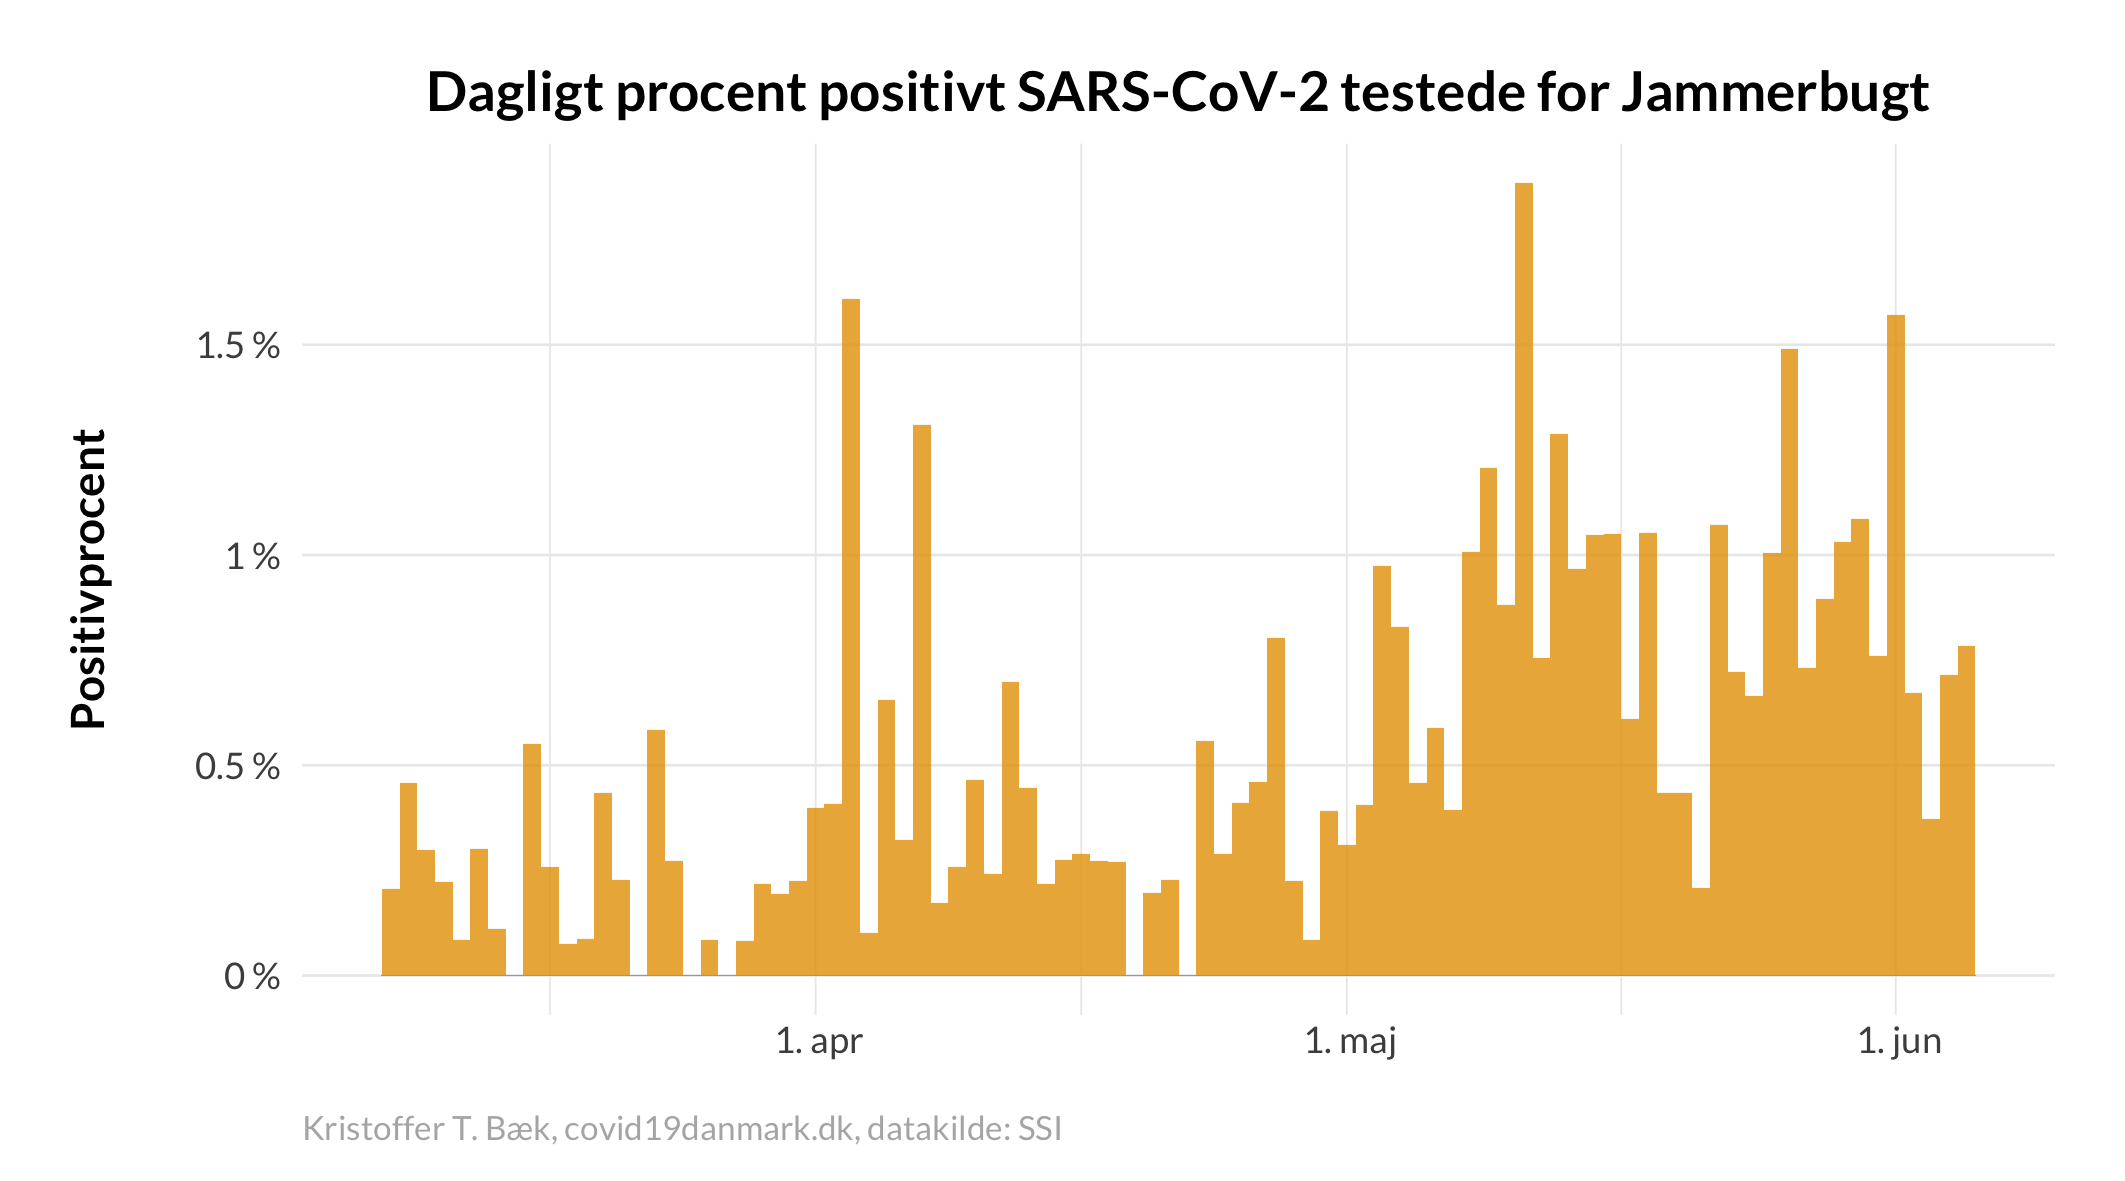 Dagligt procent positivt SARS-CoV-2 testede for Jammerbugt
Positivprocent
1.5 %
1 %
0.5 %
0 %
1. apr
1. maj
1. jun
Kristoffer T. Bæk, covid19danmark.dk, datakilde: SSI